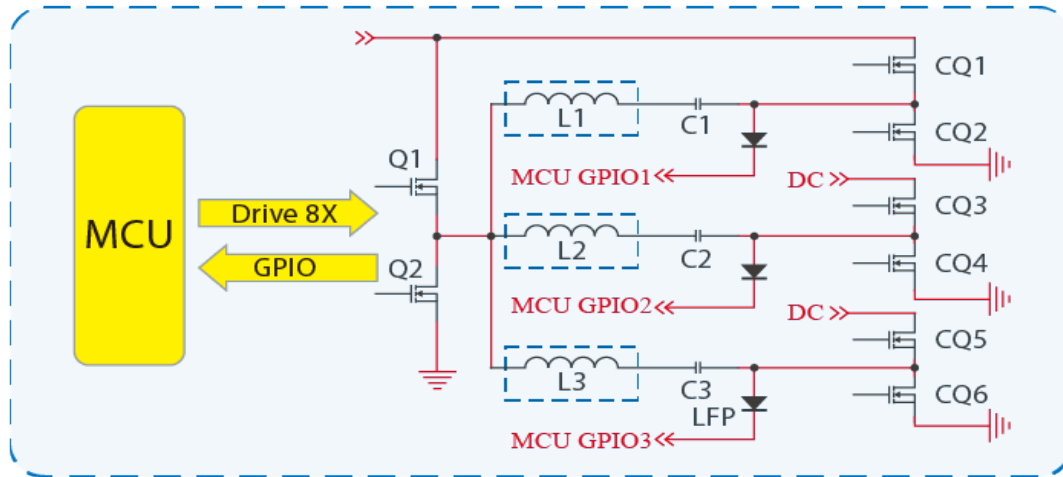 CQ1
L1
C1
CQ2
Q1
MCU GPIO1
DC
CQ3
Drive 8X
MCU
L2
C2
GPIO
Q2
CQ4
MCU GPIO2
DC
CQ5
L3
C3
CQ6
LFP
MCU GPIO3